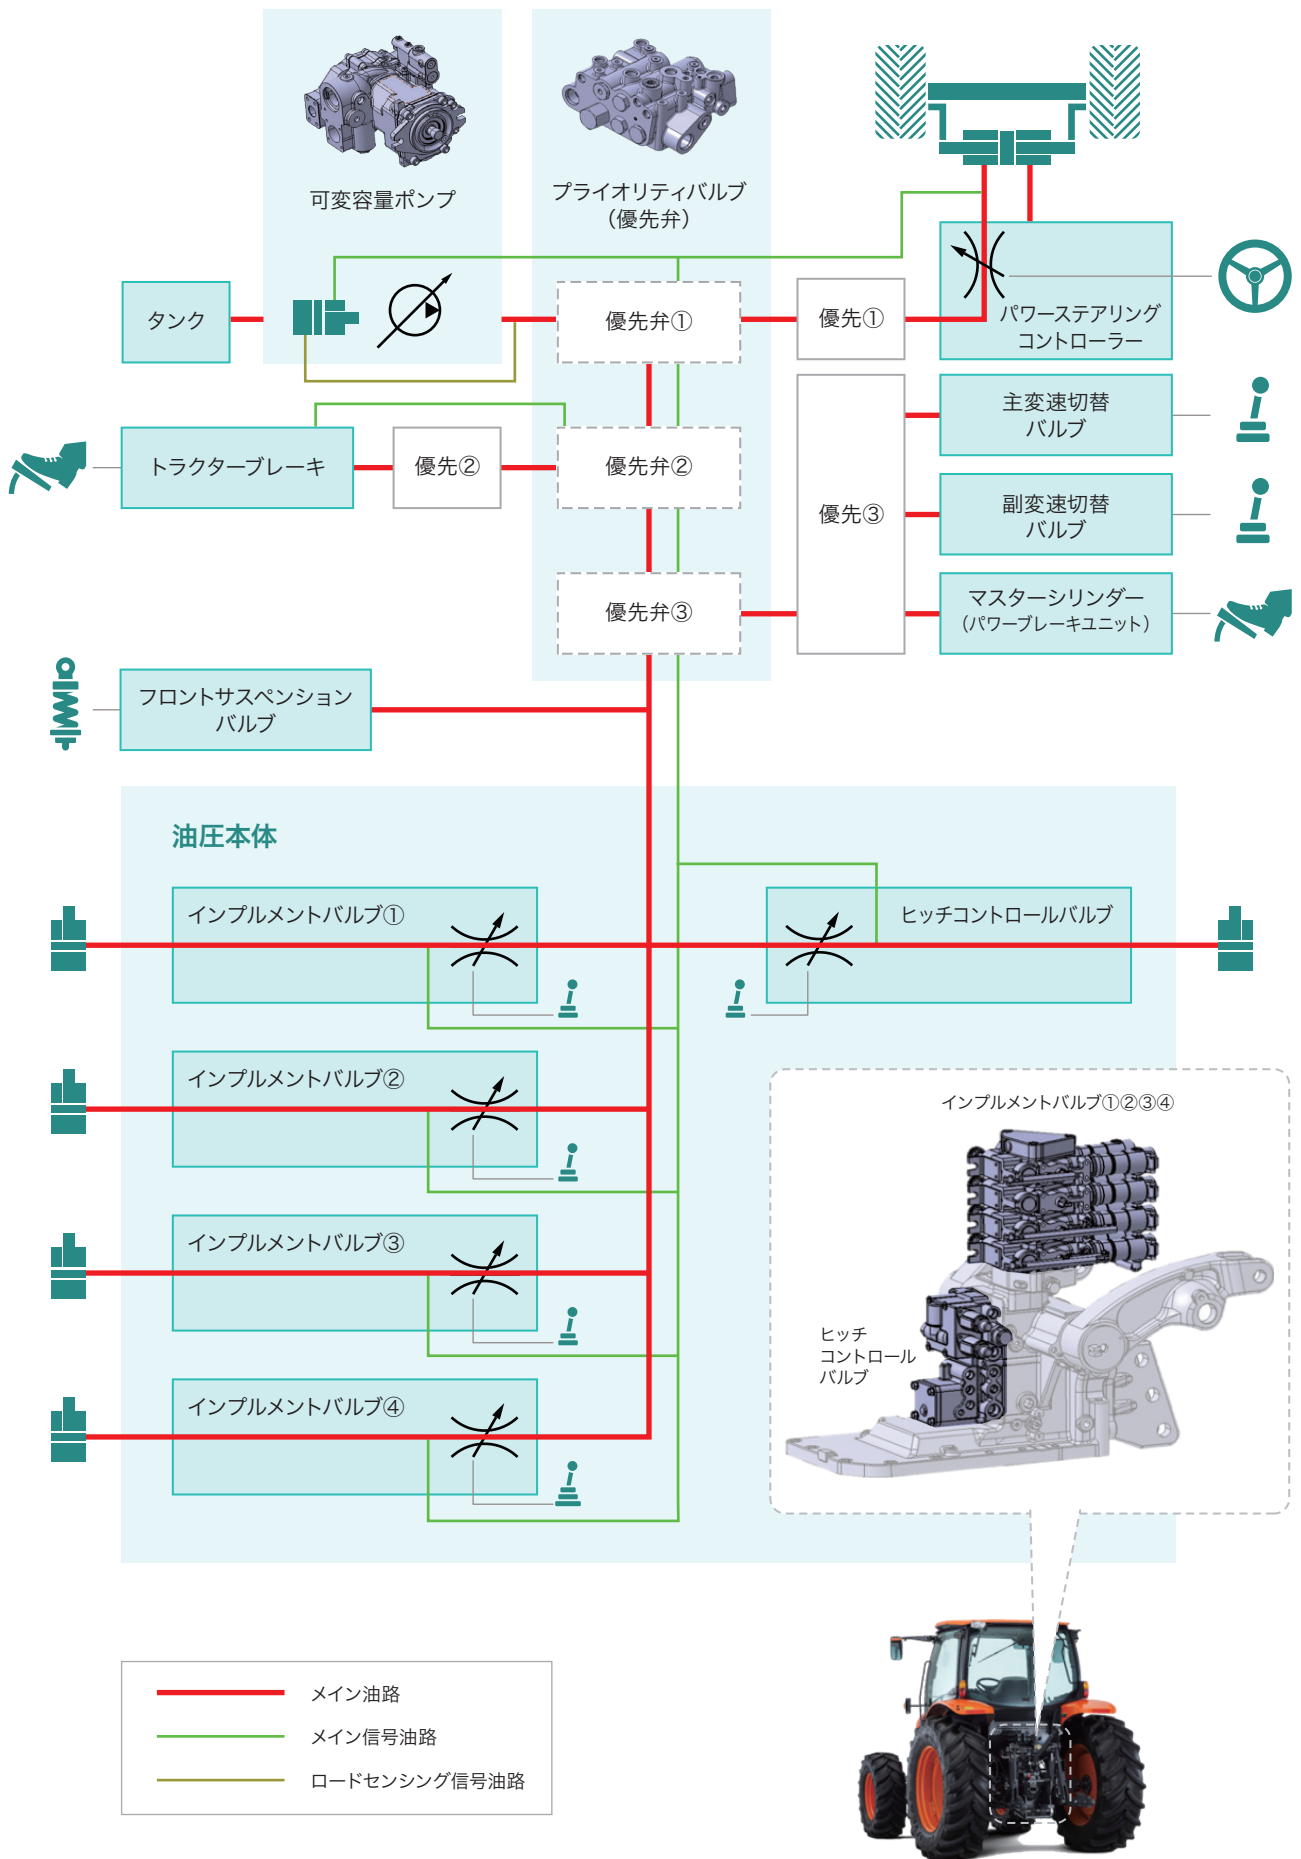 可変容量ポンプ
プライオリティバルブ
（優先弁）
タンク
優先弁①
優先①
パワーステアリング
コントローラー
主変速切替
バルブ
トラクターブレーキ
優先②
優先弁②
優先③
副変速切替
バルブ
優先弁③
マスターシリンダー
（パワーブレーキユニット）
フロントサスペンション
バルブ
油圧本体
インプルメントバルブ①
ヒッチコントロールバルブ
インプルメントバルブ②
インプルメントバルブ①②③④
インプルメントバルブ③
ヒッチ
コントロール
バルブ
インプルメントバルブ④
メイン油路
メイン信号油路
ロードセンシング信号油路